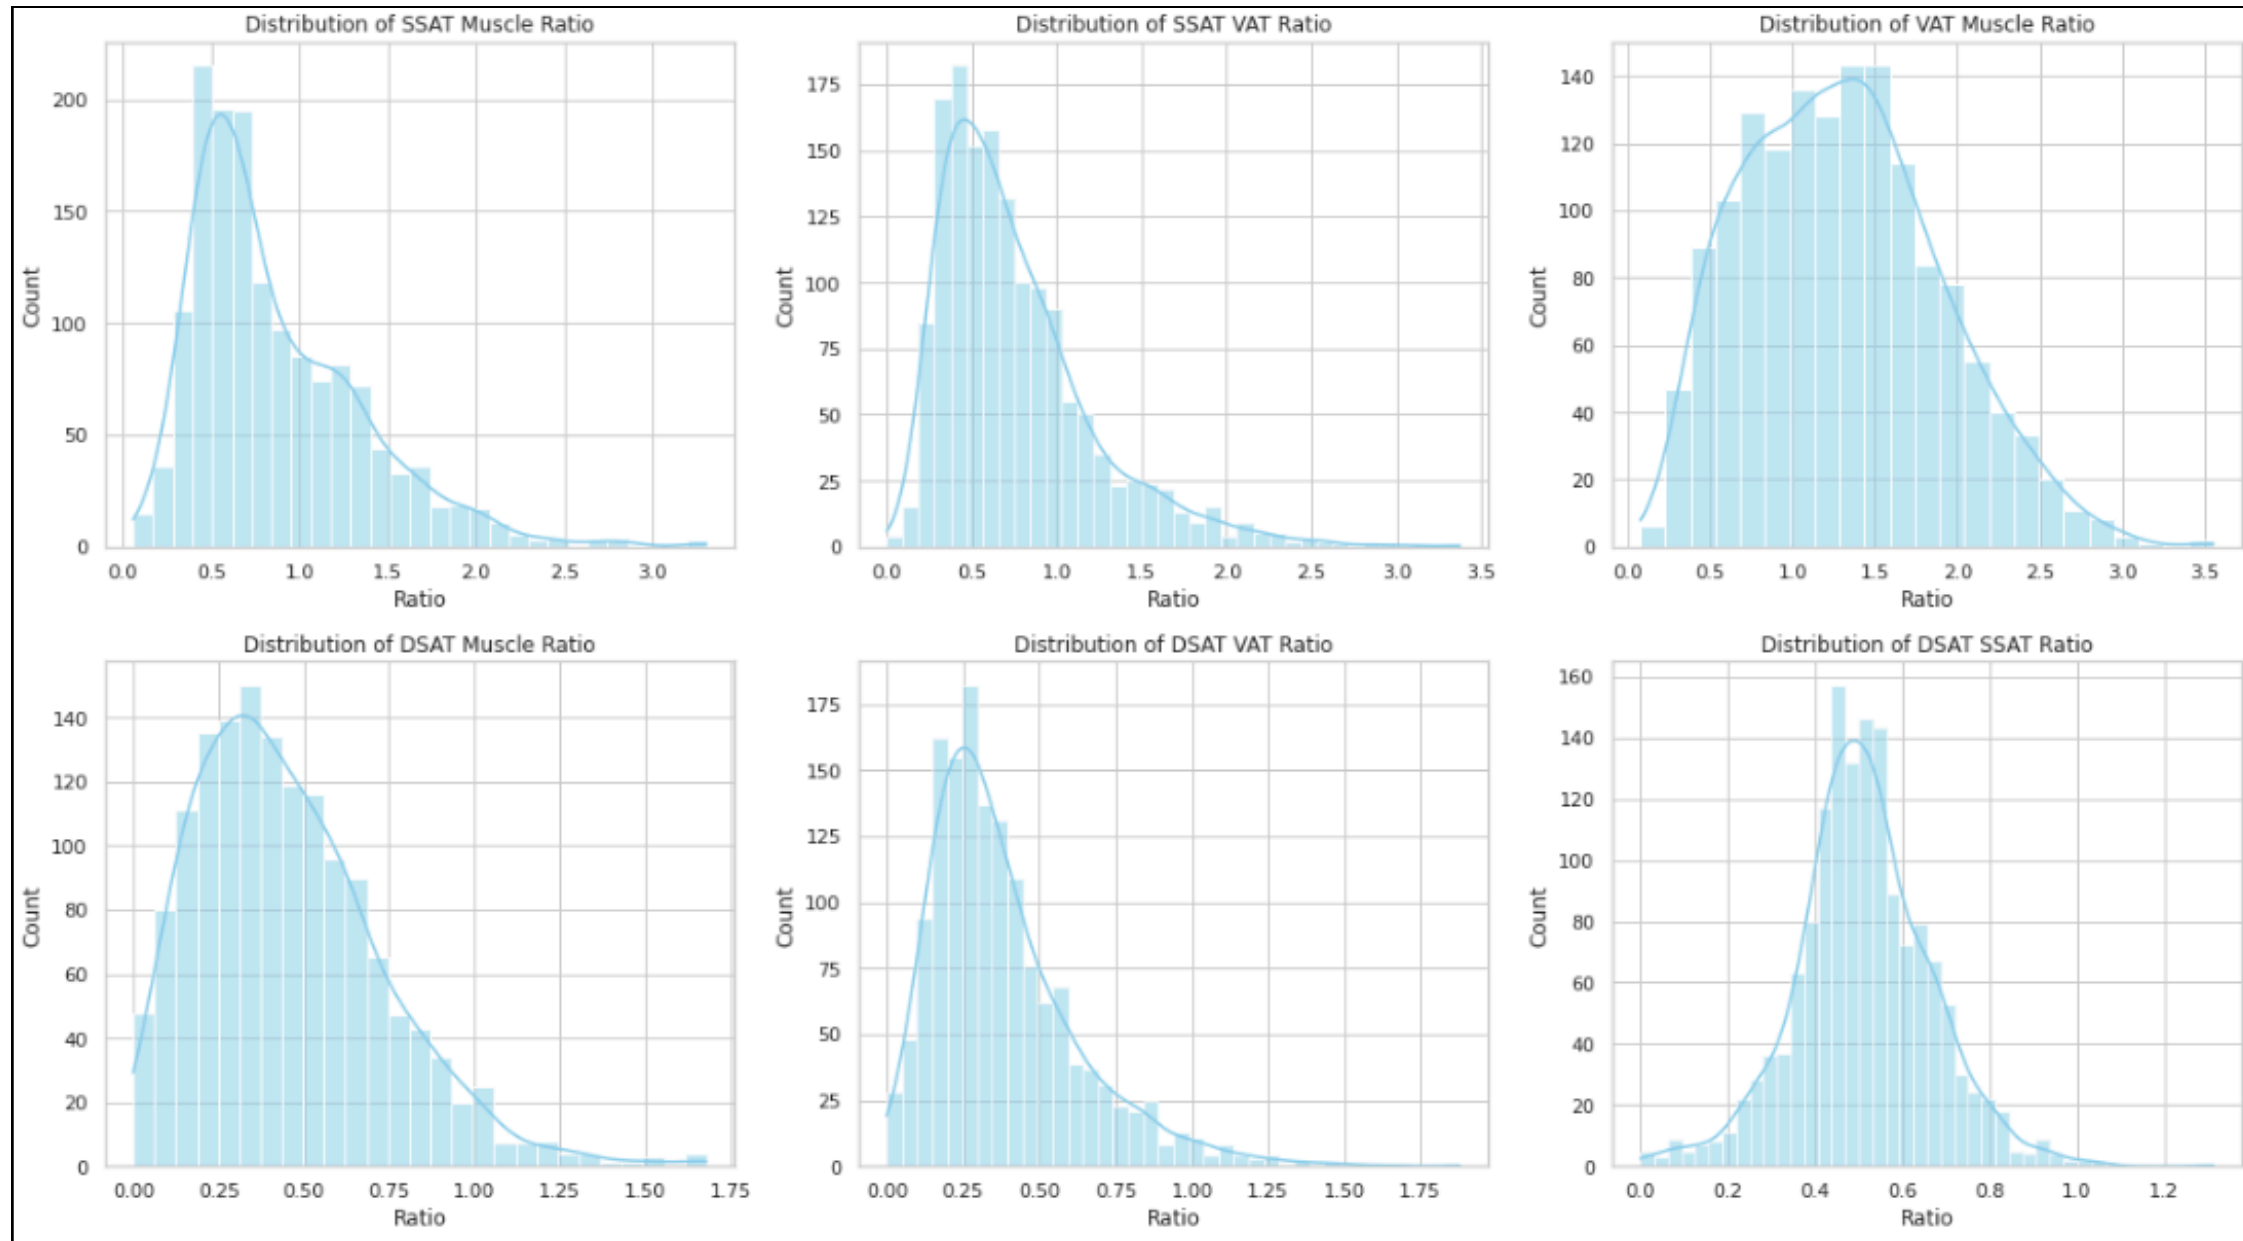 Distribution of SSAT Muscle Ratio
200
150
100
50
0
Count
0.0 0.5 1.0 1.5 2.0 2.5 3.0
Ratio
Distribution of SSAT VAT Ratio
175
150
125
100
75
50
25
0
Count
0.0 0.5 1.0 1.5 2.0 2.5 3.0 3.5
Ratio
Distribution of VAT Muscle Ratio
140
120
100
80
60
40
20
0
Count
0.0 0.5 1.0 1.5 2.0 2.5 3.0 3.5
Ratio
Distribution of DSAT Muscle Ratio
140
120
100
80
60
40
20
0
Count
0.00 0.25 0.50 0.75 1.00 1.25 1.50 1.75
Ratio
Distribution of DSAT VAT Ratio
175
150
125
100
75
50
25
0
Count
0.00 0.25 0.50 0.75 1.00 1.25 1.50 1.75
Ratio
Distribution of DSAT SSAT Ratio
160
140
120
100
80
60
40
20
0
Count
0.0 0.2 0.4 0.6 0.8 1.0 1.2
Ratio